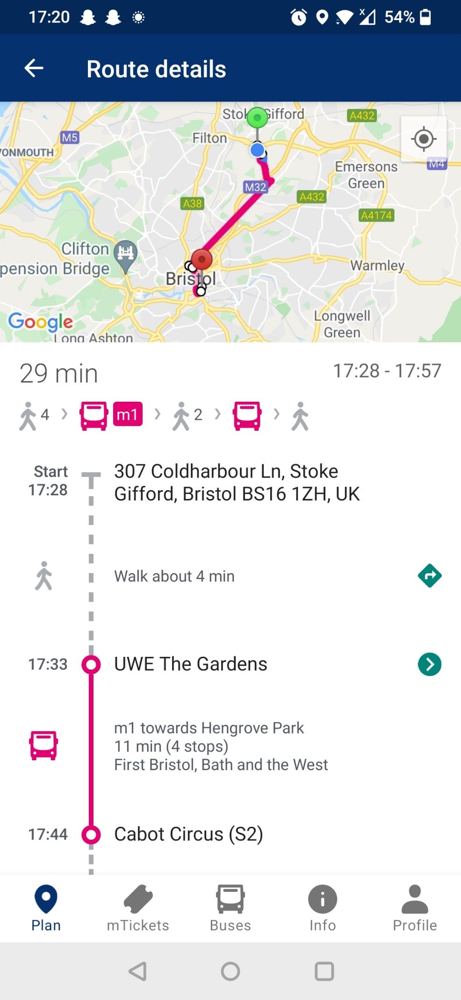 17:20
x
54%
Route details
Stoke Gifford
A432
M5
Filton
VONMOUTH
Emersons
Green
M4
M32
A38
A432
A4174
Clifton
pension Bridge
Warmley
Bristol
Google
Longwell
Green
Long Ashton
29 min
17:28 - 17:57
4 > m1 > 2 > >
Start
17:28
307 Coldharbour Ln, Stoke
Gifford, Bristol BS16 1ZH, UK
Walk about 4 min
17:33
UWE The Gardens
m1 towards Hengrove Park
11 min (4 stops)
First Bristol, Bath and the West
17:44
Cabot Circus (S2)
Plan
mTickets
Buses
Info
Profile